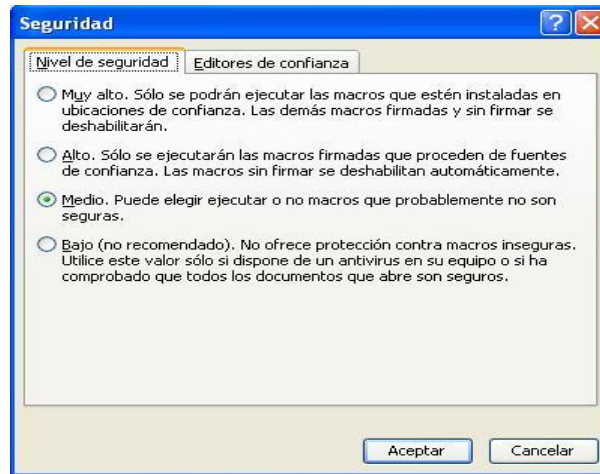 Seguridad
Nivel de seguridad Editores de confianza
Muy alto. Sólo se podrán ejecutar las macros que estén instaladas en
ubicaciones de confianza. Las demás macros firmadas y sin firmar se
deshabilitarán.
Alto. Sólo se ejecutarán las macros firmadas que proceden de fuentes
de confianza. Las macros sin firmar se deshabilitan automáticamente.
Medio. Puede elegir ejecutar o no macros que probablemente no son
seguras.
Bajo (no recomendado). No ofrece protección contra macros inseguras.
Utilice este valor sólo si dispone de un antivirus en su equipo o si ha
comprobado que todos los documentos que abre son seguros.
Aceptar Cancelar